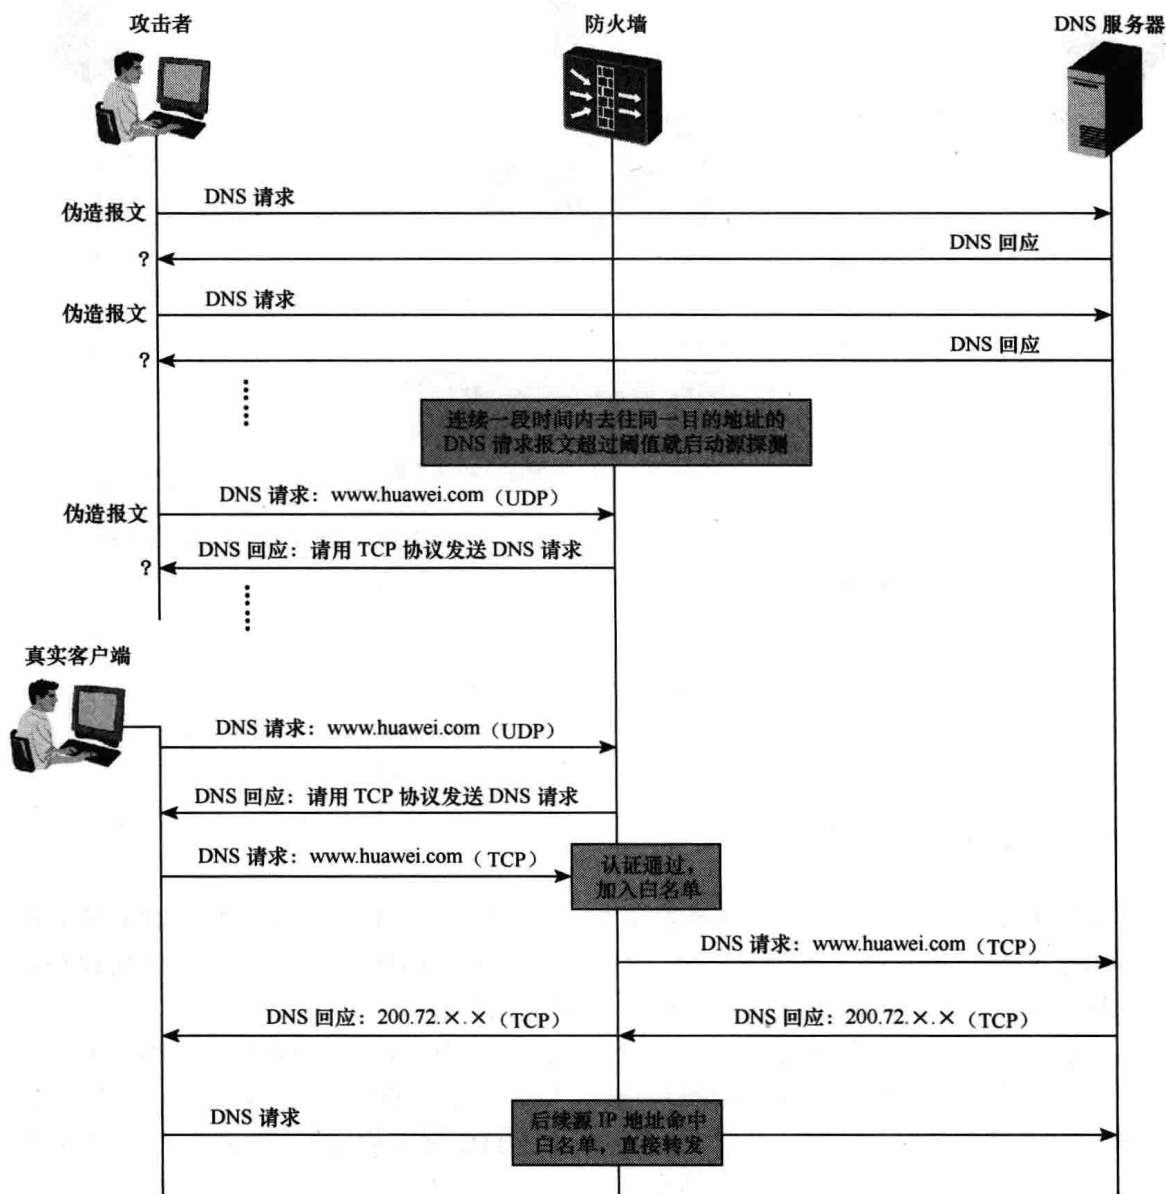 攻击者
防火墙
DNS 服务器
DNS 请求
伪造报文
DNS 回应
?
DNS 请求
伪造报文
DNS 回应
?
连续一段时间内去往同一目的地址的
DNS 请求报文超过阈值就启动源探测
DNS 请求：www.huawei.com（UDP）
伪造报文
DNS 回应：请用 TCP 协议发送 DNS 请求
?
真实客户端
DNS 请求：www.huawei.com（UDP）
DNS 回应：请用 TCP 协议发送 DNS 请求
DNS 请求：www.huawei.com（TCP）
认证通过，
加入白名单
DNS 请求：www.huawei.com（TCP）
DNS 回应：200.72.×.×（TCP）
DNS 回应：200.72.×.×（TCP）
DNS 请求
后续源 IP 地址命中
白名单，直接转发